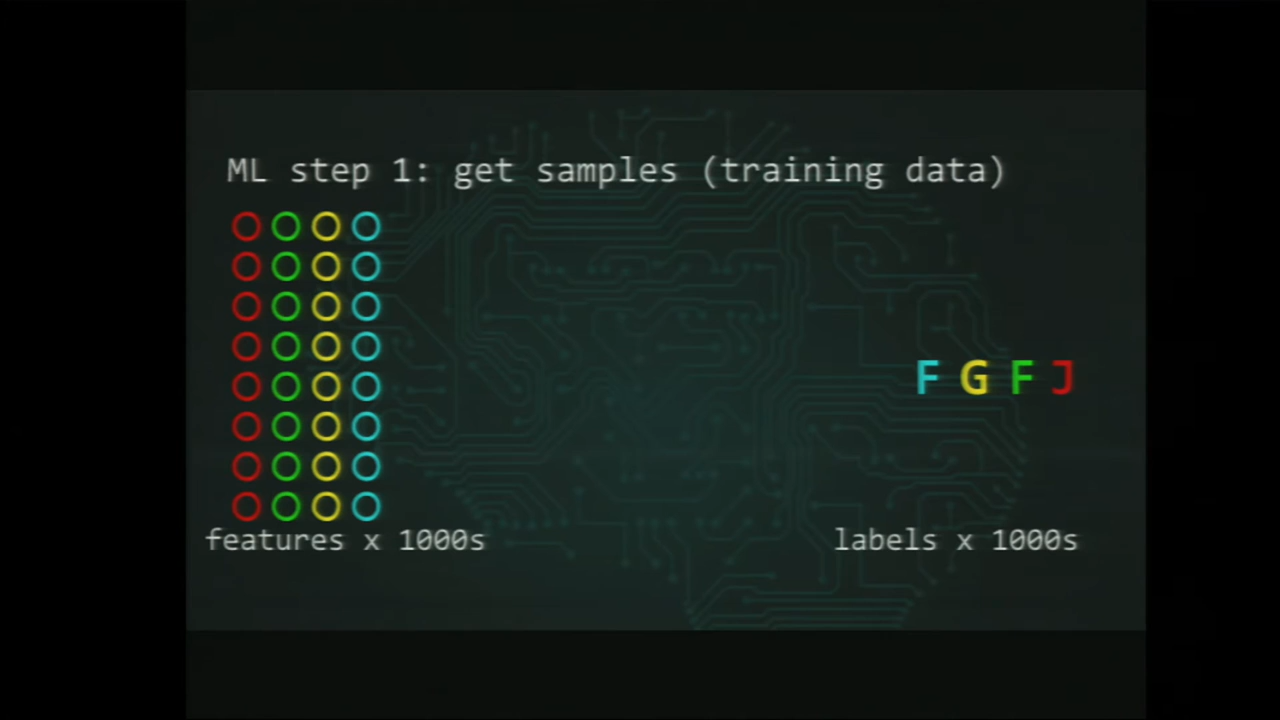 ML step 1: get samples (training data)
F G F J
features x 1000s
labels x 1000s